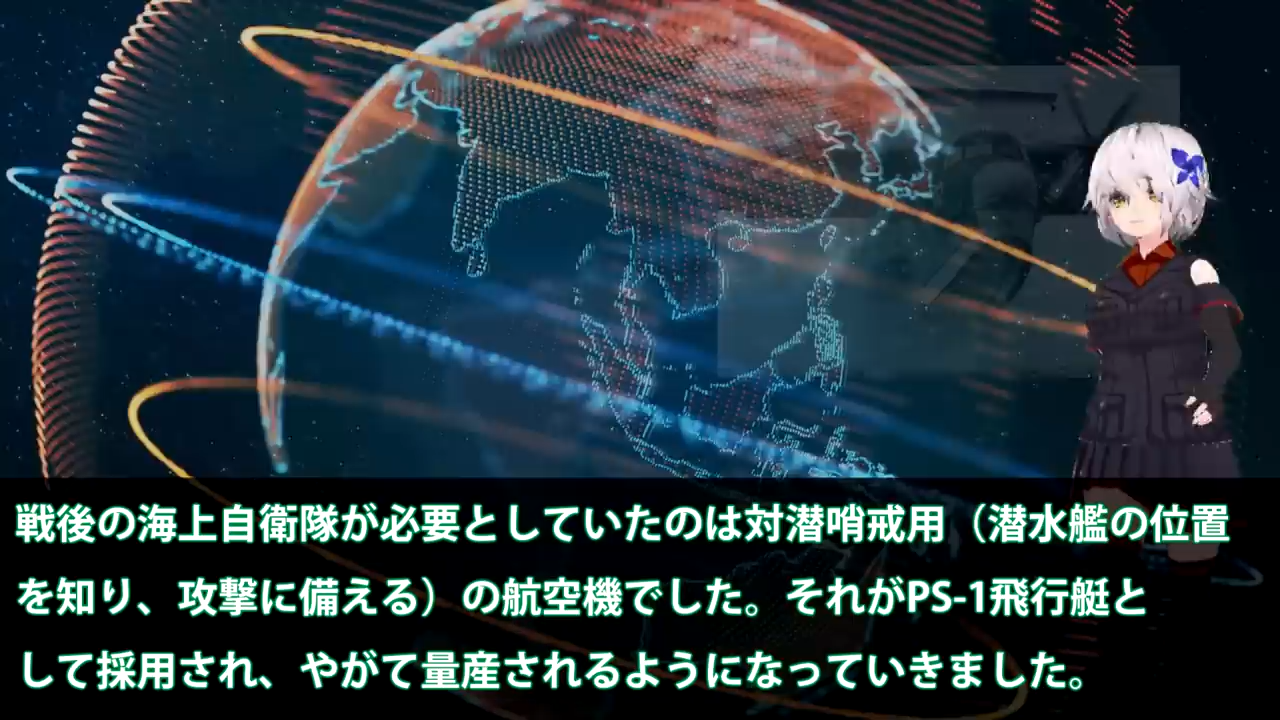 戦後の海上自衛隊が必要としていたのは対潜哨戒用（潜水艦の位置
を知り、攻撃に備える）の航空機でした。それがPS-1飛行艇と
して採用され、やがて量産されるようになっていきました。